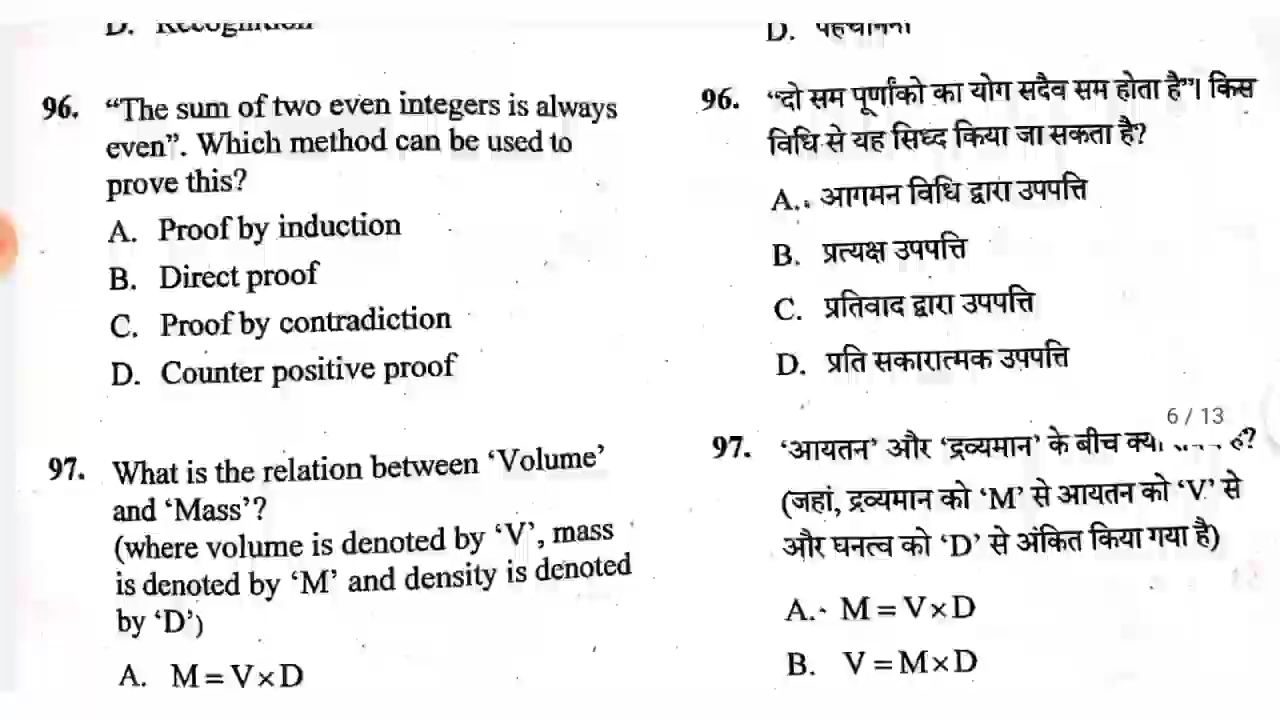 D. Recognition
96. “The sum of two even integers is always
even”. Which method can be used to
prove this?
A. Proof by induction
B. Direct proof
C. Proof by contradiction
D. Counter positive proof
97. What is the relation between ‘Volume’
and ‘Mass’?
(where volume is denoted by ‘V’, mass
is denoted by ‘M’ and density is denoted
by ‘D’)
A. M = V×D
D. पहचानना
96. “दो सम पूर्णांको का योग सदैव सम होता है”। किस
विधि से यह सिध्द किया जा सकता है?
A. आगमन विधि द्वारा उपपत्ति
B. प्रत्यक्ष उपपत्ति
C. प्रतिवाद द्वारा उपपत्ति
D. प्रति सकारात्मक उपपत्ति
6 / 13
97. ‘आयतन’ और ‘द्रव्यमान’ के बीच क्या है?
(जहां, द्रव्यमान को ‘M’ से आयतन को ‘V’ से
और घनत्व को ‘D’ से अंकित किया गया है)
A. M = V×D
B. V = M×D